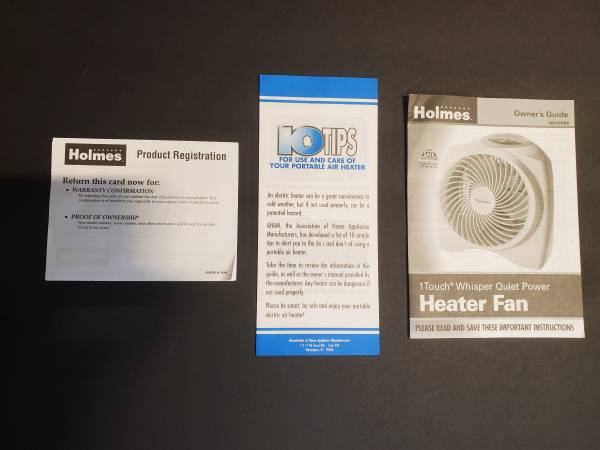 Holmes
Product Registration
Return this card now for:
• WARRANTY CONFIRMATION
• PROOF OF OWNERSHIP
PRINTED IN CHINA
10 TIPS
FOR USE AND CARE OF
YOUR PORTABLE AIR HEATER
An electric heater can be a great convenience in
cold weather, but if not used properly, can be a
potential hazard.
AHAM, the Association of Home Appliance
Manufacturers, has developed a list of 10 simple
tips to alert you to the do's and don't of using a
portable air heater.
Take the time to review the information in this
guide, as well as the owner's manual provided by
the manufacturer. Any heater can be dangerous if
not used properly.
Please be smart, be safe and enjoy your portable
electric air heater!
Association of Home Appliance Manufacturers
Holmes
Owner's Guide
Holmes
1Touch® Whisper Quiet Power
Heater Fan
PLEASE READ AND SAVE THESE IMPORTANT INSTRUCTIONS